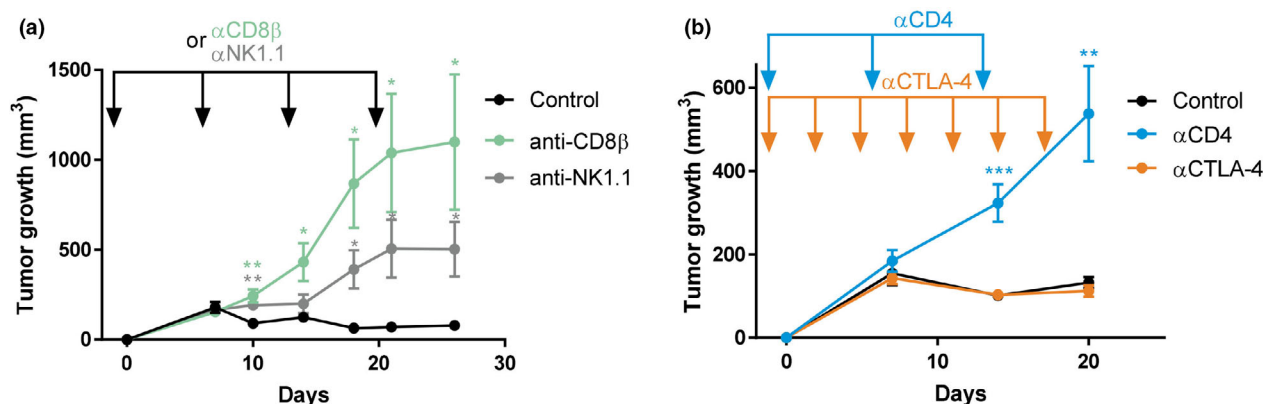 (a)
or αCD8β
αNK1.1
Tumor growth (mm³)
1500
1000
500
0
0 10 20 30
Days
Control
anti-CD8β
anti-NK1.1
** * * * *
** * * *
(b)
αCD4
αCTLA-4
Tumor growth (mm³)
600
400
200
0
0 10 20
Days
Control
αCD4
αCTLA-4
*** **